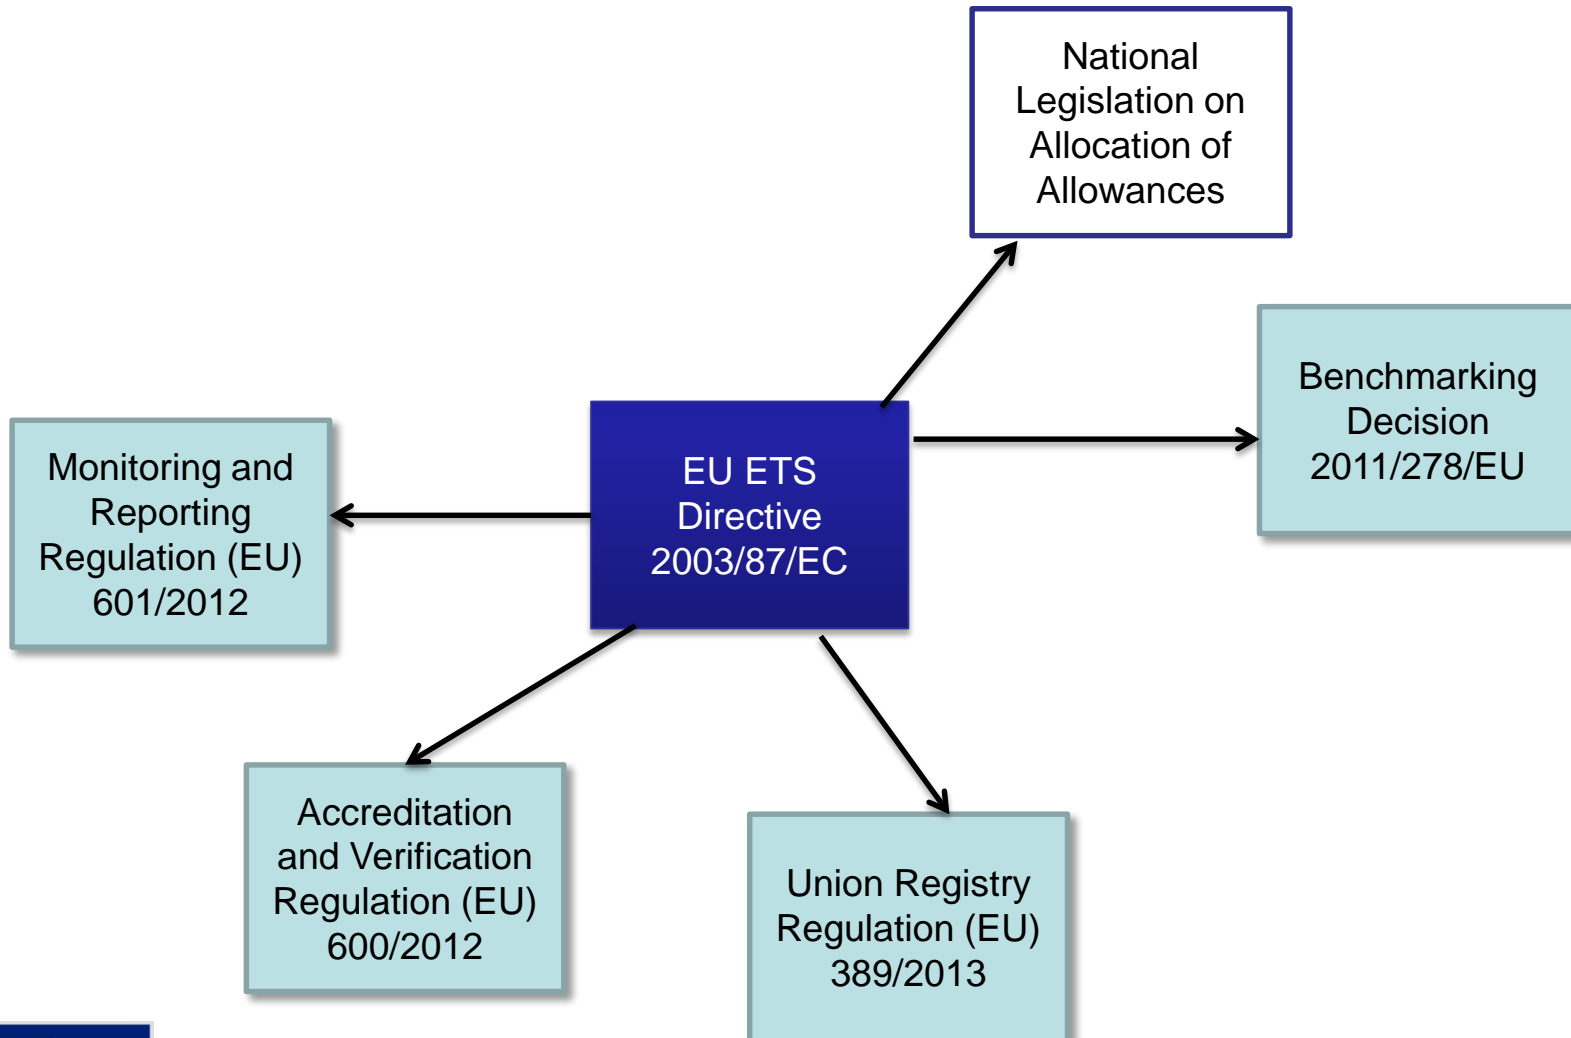 National
Legislation on
Allocation of
Allowances
Benchmarking
Decision
2011/278/EU
Monitoring and
Reporting
Regulation (EU)
601/2012
EU ETS
Directive
2003/87/EC
Accreditation
and Verification
Regulation (EU)
600/2012
Union Registry
Regulation (EU)
389/2013